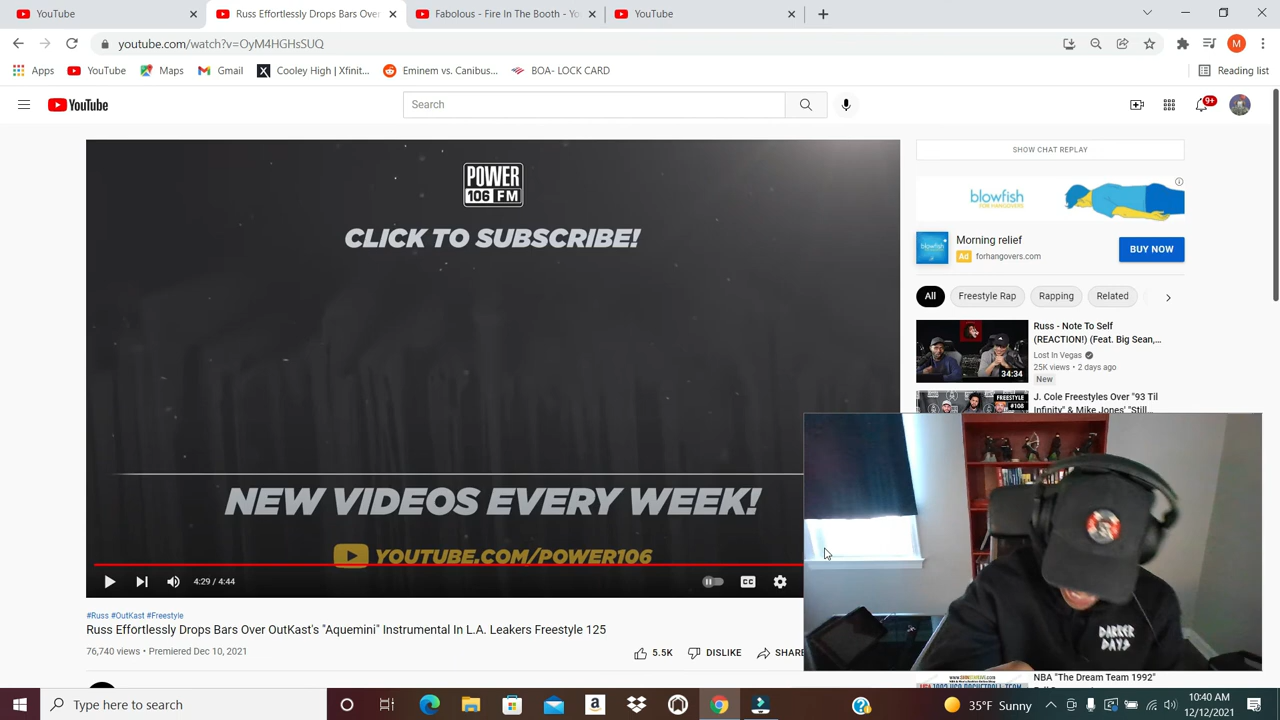 YouTube
Russ Effortlessly Drops Bars Over
Fabolous - Fire In The Booth - Yo
YouTube
youtube.com/watch?v=OyM4HGHsSUQ
M
Apps
YouTube
Maps
Gmail
Cooley High | Xfinit...
Eminem vs. Canibus...
BOA- LOCK CARD
Reading list
YouTube
Search
9+
POWER
106 FM
CLICK TO SUBSCRIBE!
NEW VIDEOS EVERY WEEK!
YOUTUBE.COM/POWER106
4:29 / 4:44
CC
#Russ #OutKast #Freestyle
Russ Effortlessly Drops Bars Over OutKast's "Aquemini" Instrumental In L.A. Leakers Freestyle 125
76,740 views • Premiered Dec 10, 2021
5.5K
DISLIKE
SHARE
SHOW CHAT REPLAY
blowfish
FOR HANGOVERS
Morning relief
Ad forhangovers.com
BUY NOW
All
Freestyle Rap
Rapping
Related
Russ - Note To Self
(REACTION!) (Feat. Big Sean,...
Lost In Vegas
25K views • 2 days ago
New
34:34
J. Cole Freestyles Over "93 Til
Infinity" & Mike Jones' "Still...
FREESTYLE
#108
DARKER
DAYS
NBA "The Dream Team 1992"
Type here to search
35°F Sunny
10:40 AM
12/12/2021